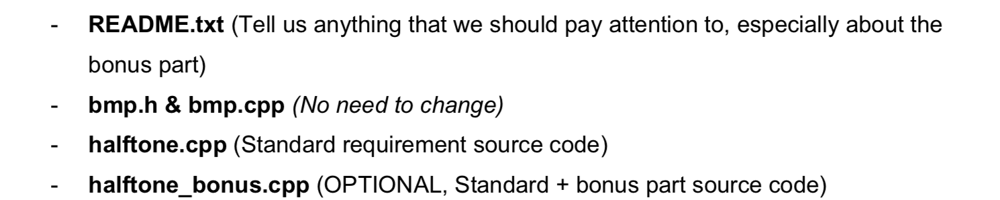 - README.txt (Tell us anything that we should pay attention to, especially about the
bonus part)
- bmp.h & bmp.cpp (No need to change)
- halftone.cpp (Standard requirement source code)
- halftone_bonus.cpp (OPTIONAL, Standard + bonus part source code)